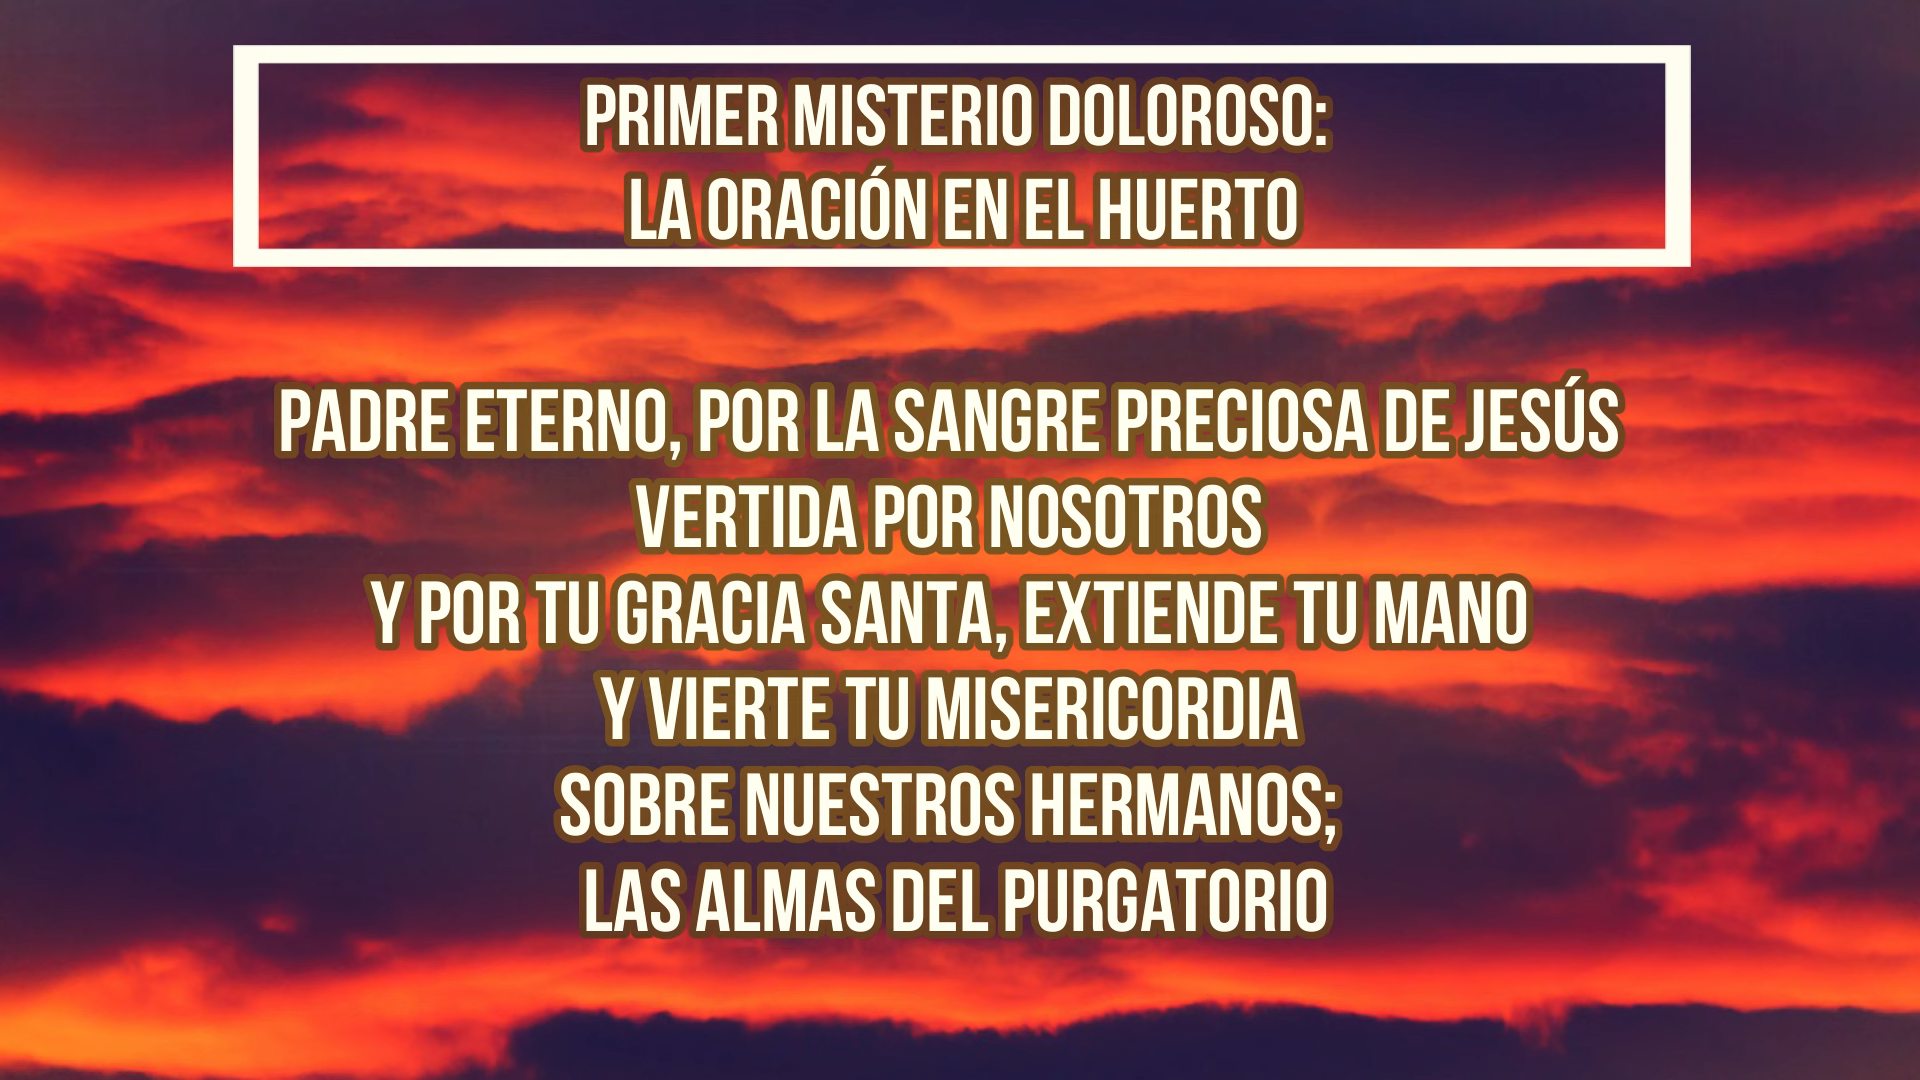 PRIMER MISTERIO DOLOROSO:
LA ORACIÓN EN EL HUERTO
PADRE ETERNO, POR LA SANGRE PRECIOSA DE JESÚS
VERTIDA POR NOSOTROS
Y POR TU GRACIA SANTA, EXTIENDE TU MANO
Y VIERTE TU MISERICORDIA
SOBRE NUESTROS HERMANOS;
LAS ALMAS DEL PURGATORIO